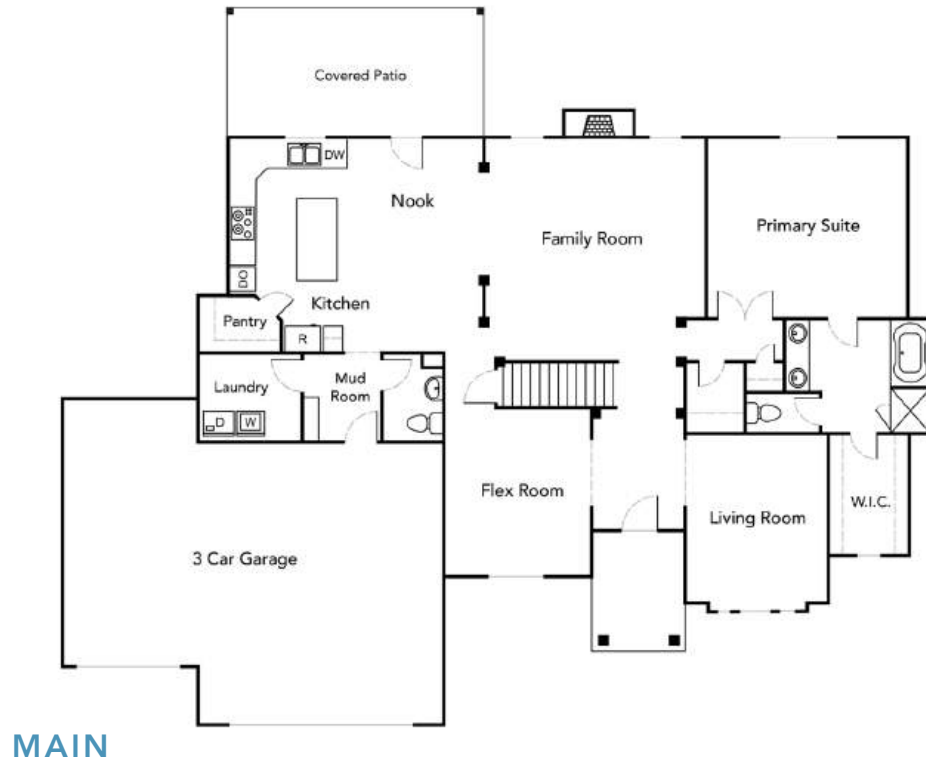 Covered Patio
DW
Nook
Family Room
Primary Suite
DO
Kitchen
Pantry
R
Laundry
Mud
Room
D
W
Flex Room
Living Room
W.I.C.
3 Car Garage
MAIN